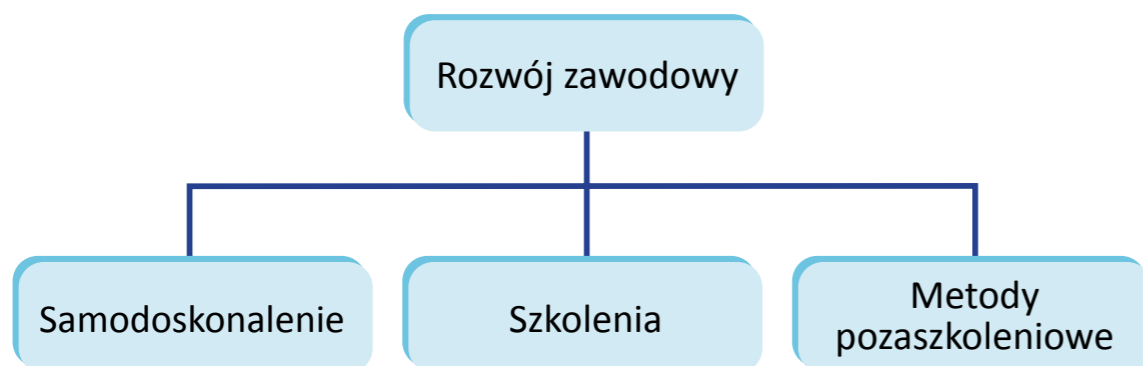 Rozwój zawodowy
Samodoskonalenie
Szkolenia
Metody
pozaszkoleniowe